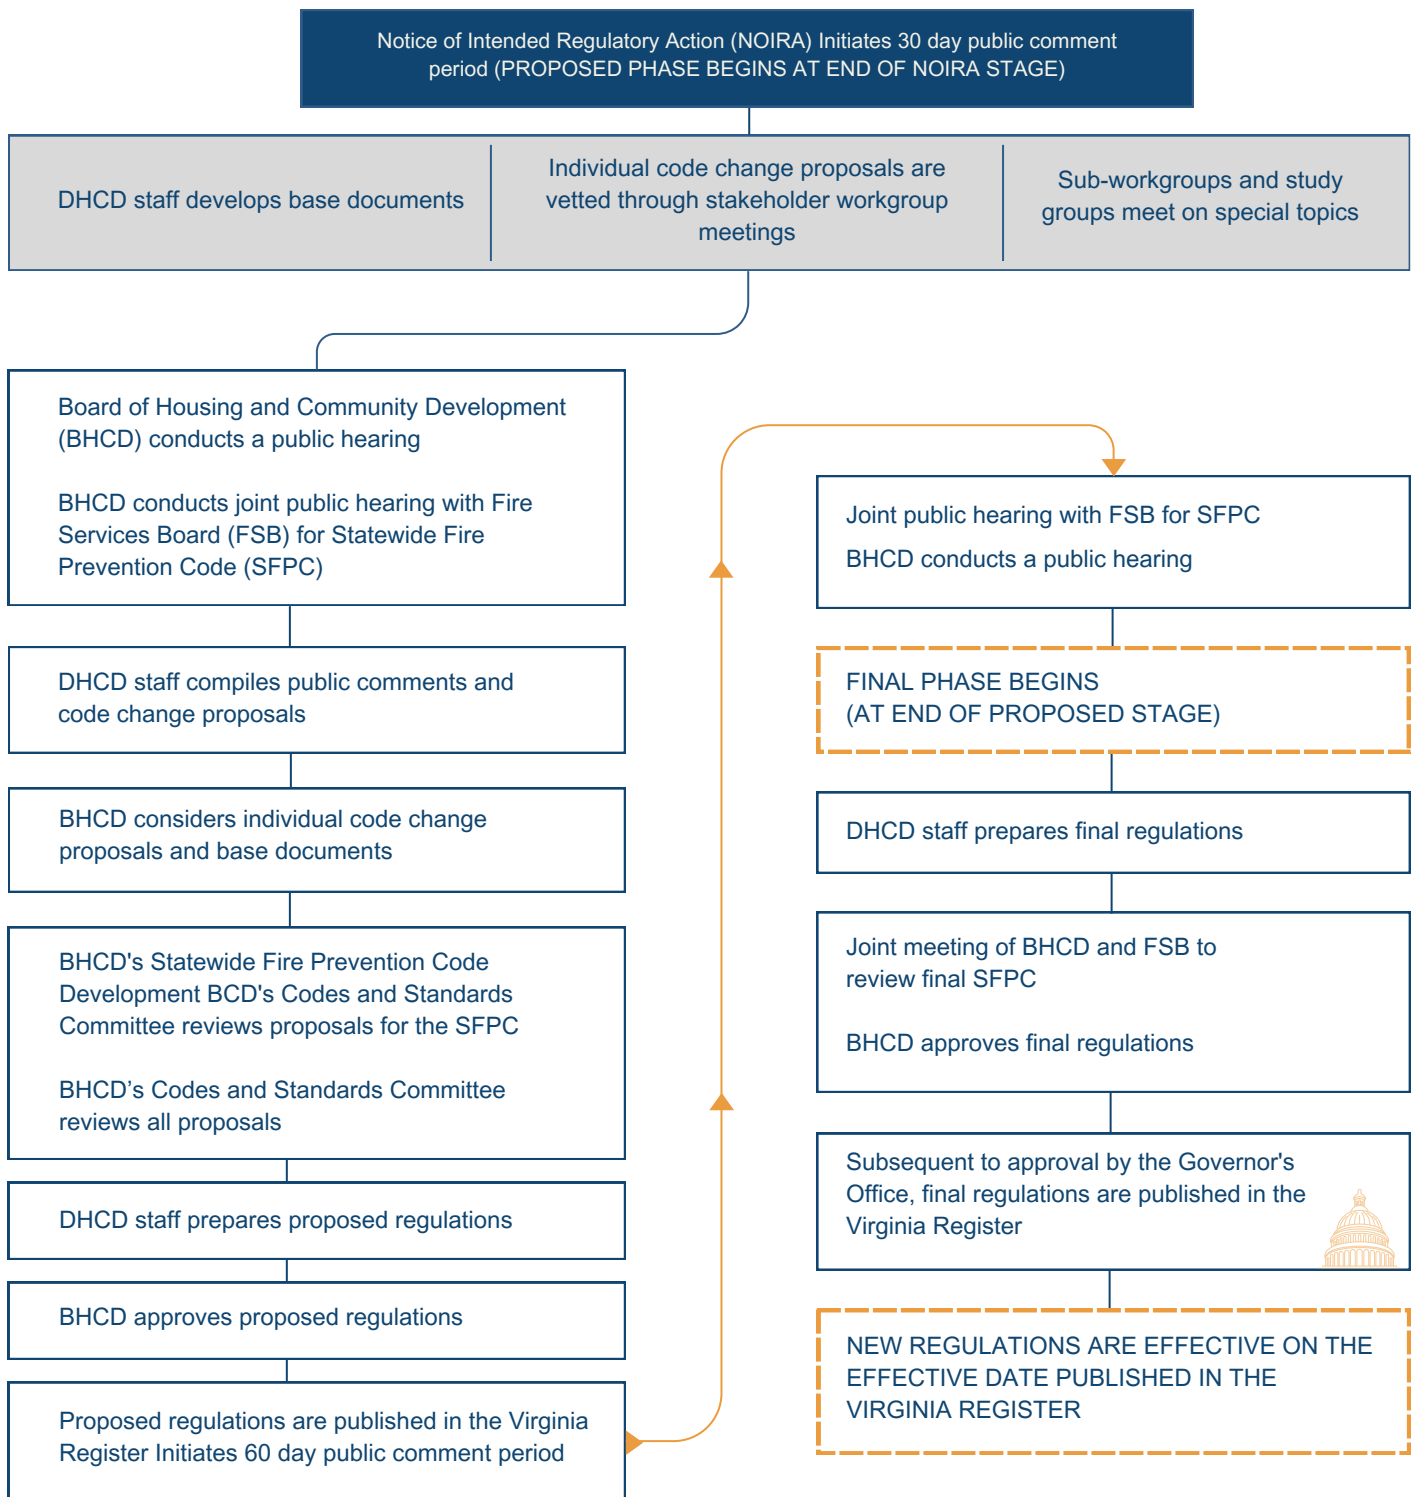 Notice of Intended Regulatory Action (NOIRA) Initiates 30 day public comment
period (PROPOSED PHASE BEGINS AT END OF NOIRA STAGE)
DHCD staff develops base documents
Individual code change proposals are
vetted through stakeholder workgroup
meetings
Sub-workgroups and study
groups meet on special topics
Board of Housing and Community Development
(BHCD) conducts a public hearing
BHCD conducts joint public hearing with Fire
Services Board (FSB) for Statewide Fire
Prevention Code (SFPC)
DHCD staff compiles public comments and
code change proposals
BHCD considers individual code change
proposals and base documents
BHCD's Statewide Fire Prevention Code
Development BCD's Codes and Standards
Committee reviews proposals for the SFPC
BHCD’s Codes and Standards Committee
reviews all proposals
DHCD staff prepares proposed regulations
BHCD approves proposed regulations
Proposed regulations are published in the Virginia
Register Initiates 60 day public comment period
Joint public hearing with FSB for SFPC
BHCD conducts a public hearing
FINAL PHASE BEGINS
(AT END OF PROPOSED STAGE)
DHCD staff prepares final regulations
Joint meeting of BHCD and FSB to
review final SFPC
BHCD approves final regulations
Subsequent to approval by the Governor's
Office, final regulations are published in the
Virginia Register
NEW REGULATIONS ARE EFFECTIVE ON THE
EFFECTIVE DATE PUBLISHED IN THE
VIRGINIA REGISTER